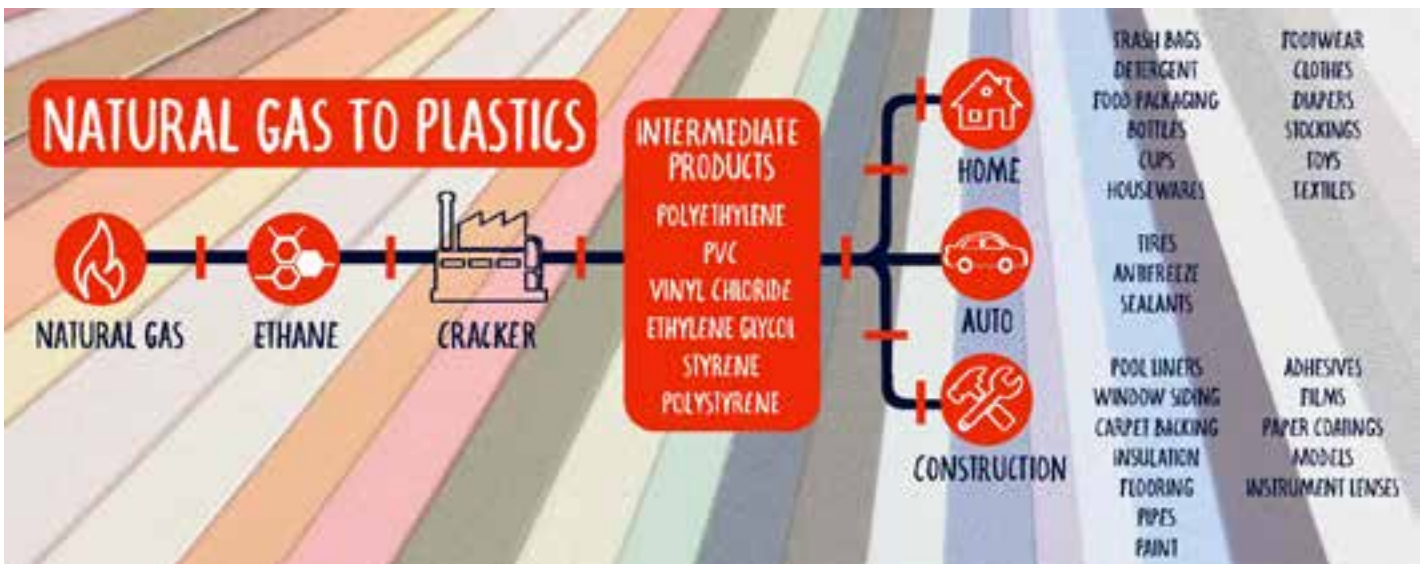 NATURAL GAS TO PLASTICS
NATURAL GAS
ETHANE
CRACKER
INTERMEDIATE
PRODUCTS
POLYETHYLENE
PVC
VINYL CHLORIDE
ETHYLENE GLYCOL
STYRENE
POLYSTYRENE
HOME
TRASH BAGS
DETERGENT
FOOD PACKAGING
BOTTLES
CUPS
HOUSEWARES
FOOTWEAR
CLOTHES
DIAPERS
STOCKINGS
TOYS
TEXTILES
AUTO
TIRES
ANTIFREEZE
SEALANTS
CONSTRUCTION
POOL LINERS
WINDOW SIDING
CARPET BACKING
INSULATION
FLOORING
PIPES
PAINT
ADHESIVES
FILMS
PAPER COATINGS
MODELS
INSTRUMENT LENSES